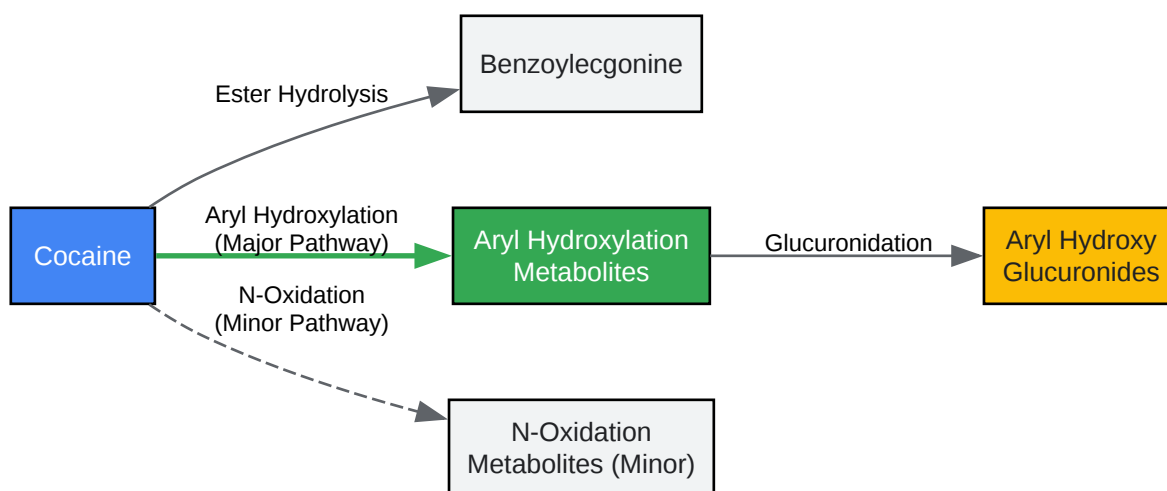 Benzoylecgonine
Ester Hydrolysis
Cocaine
Aryl Hydroxylation
(Major Pathway)
Aryl Hydroxylation
Metabolites
Glucuronidation
Aryl Hydroxy
Glucuronides
N-Oxidation
(Minor Pathway)
N-Oxidation
Metabolites (Minor)